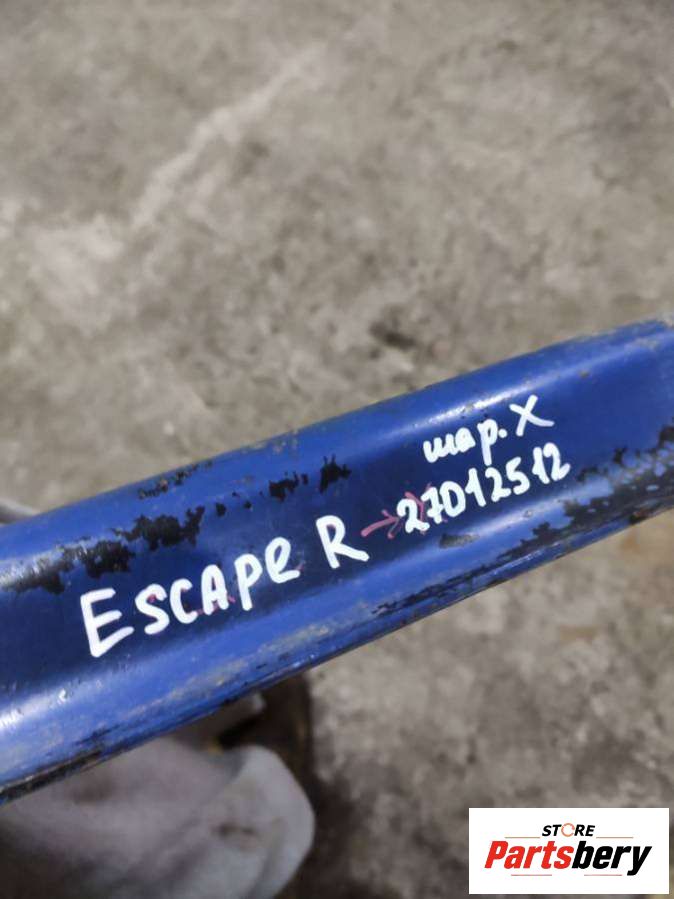 шар. X
ESCAPE R → 27012512
STORE
Partsbery